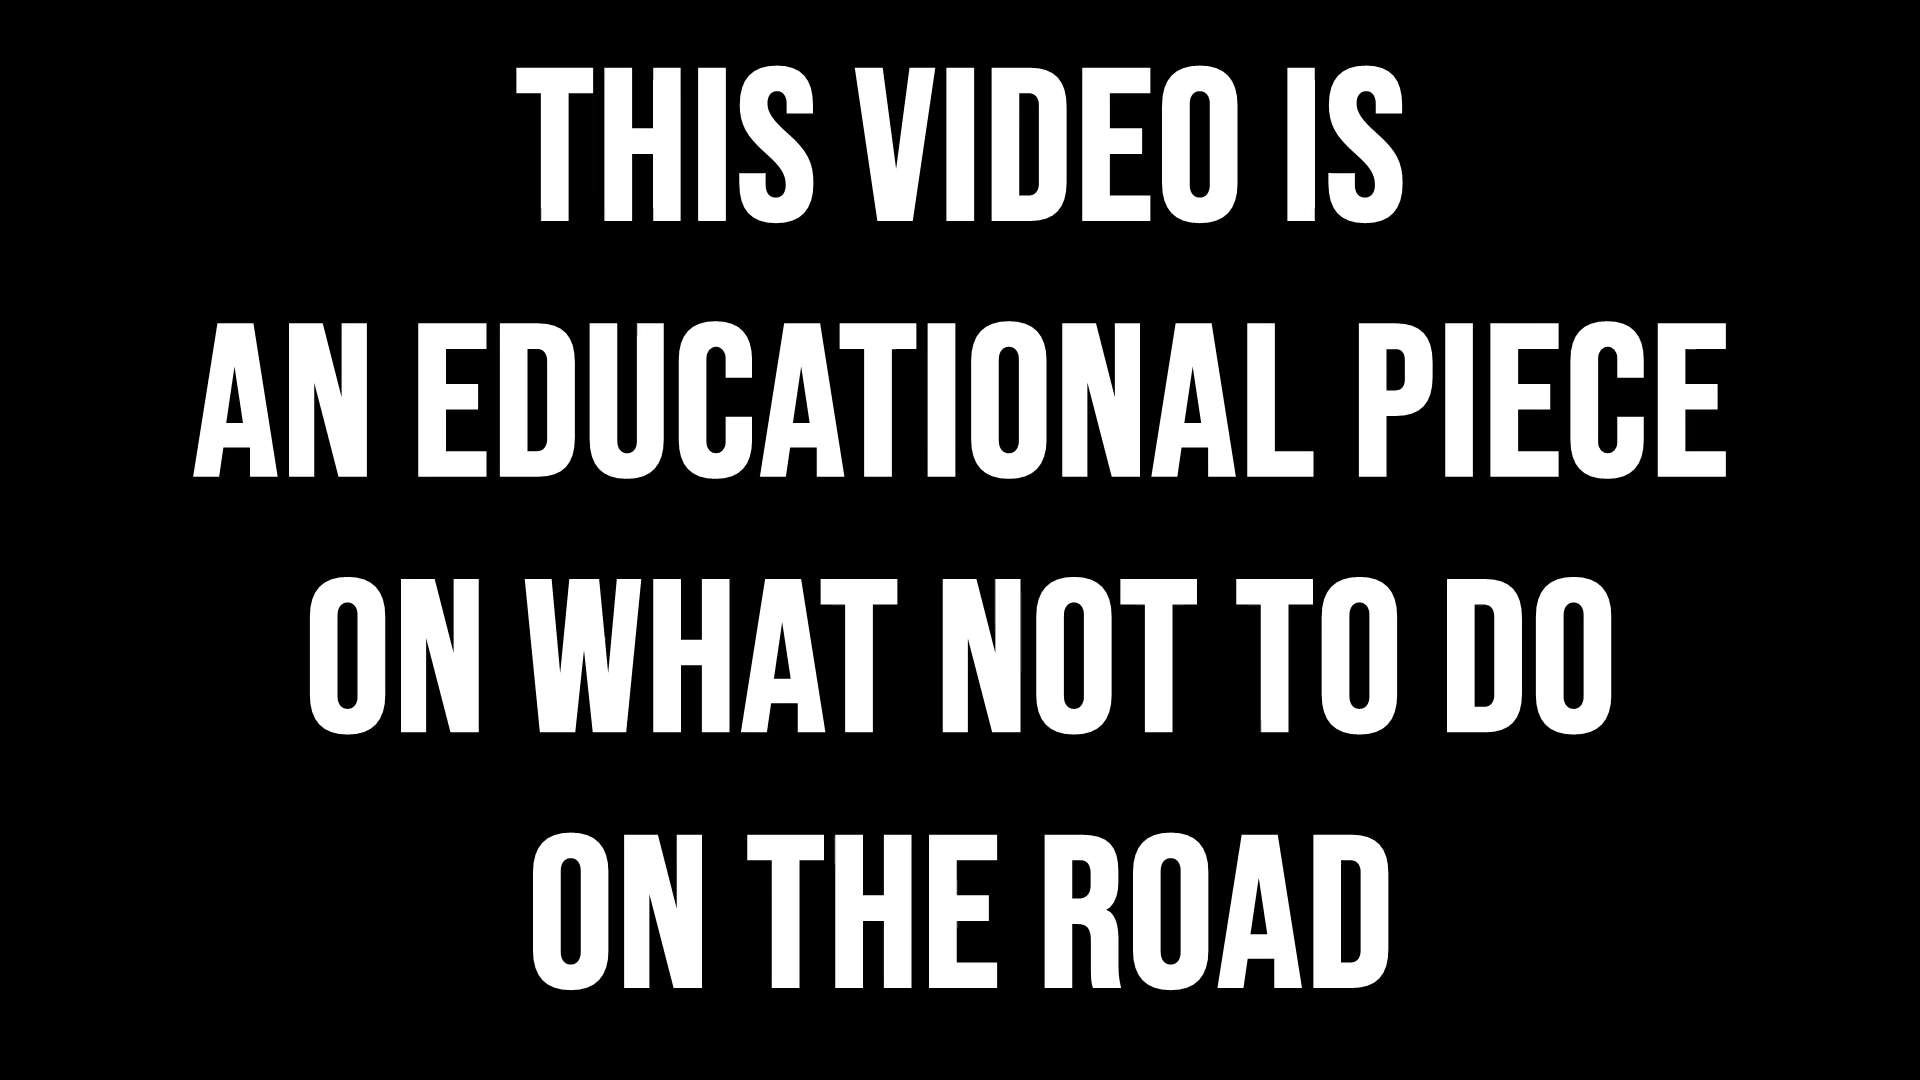 THIS VIDEO IS
AN EDUCATIONAL PIECE
ON WHAT NOT TO DO
ON THE ROAD